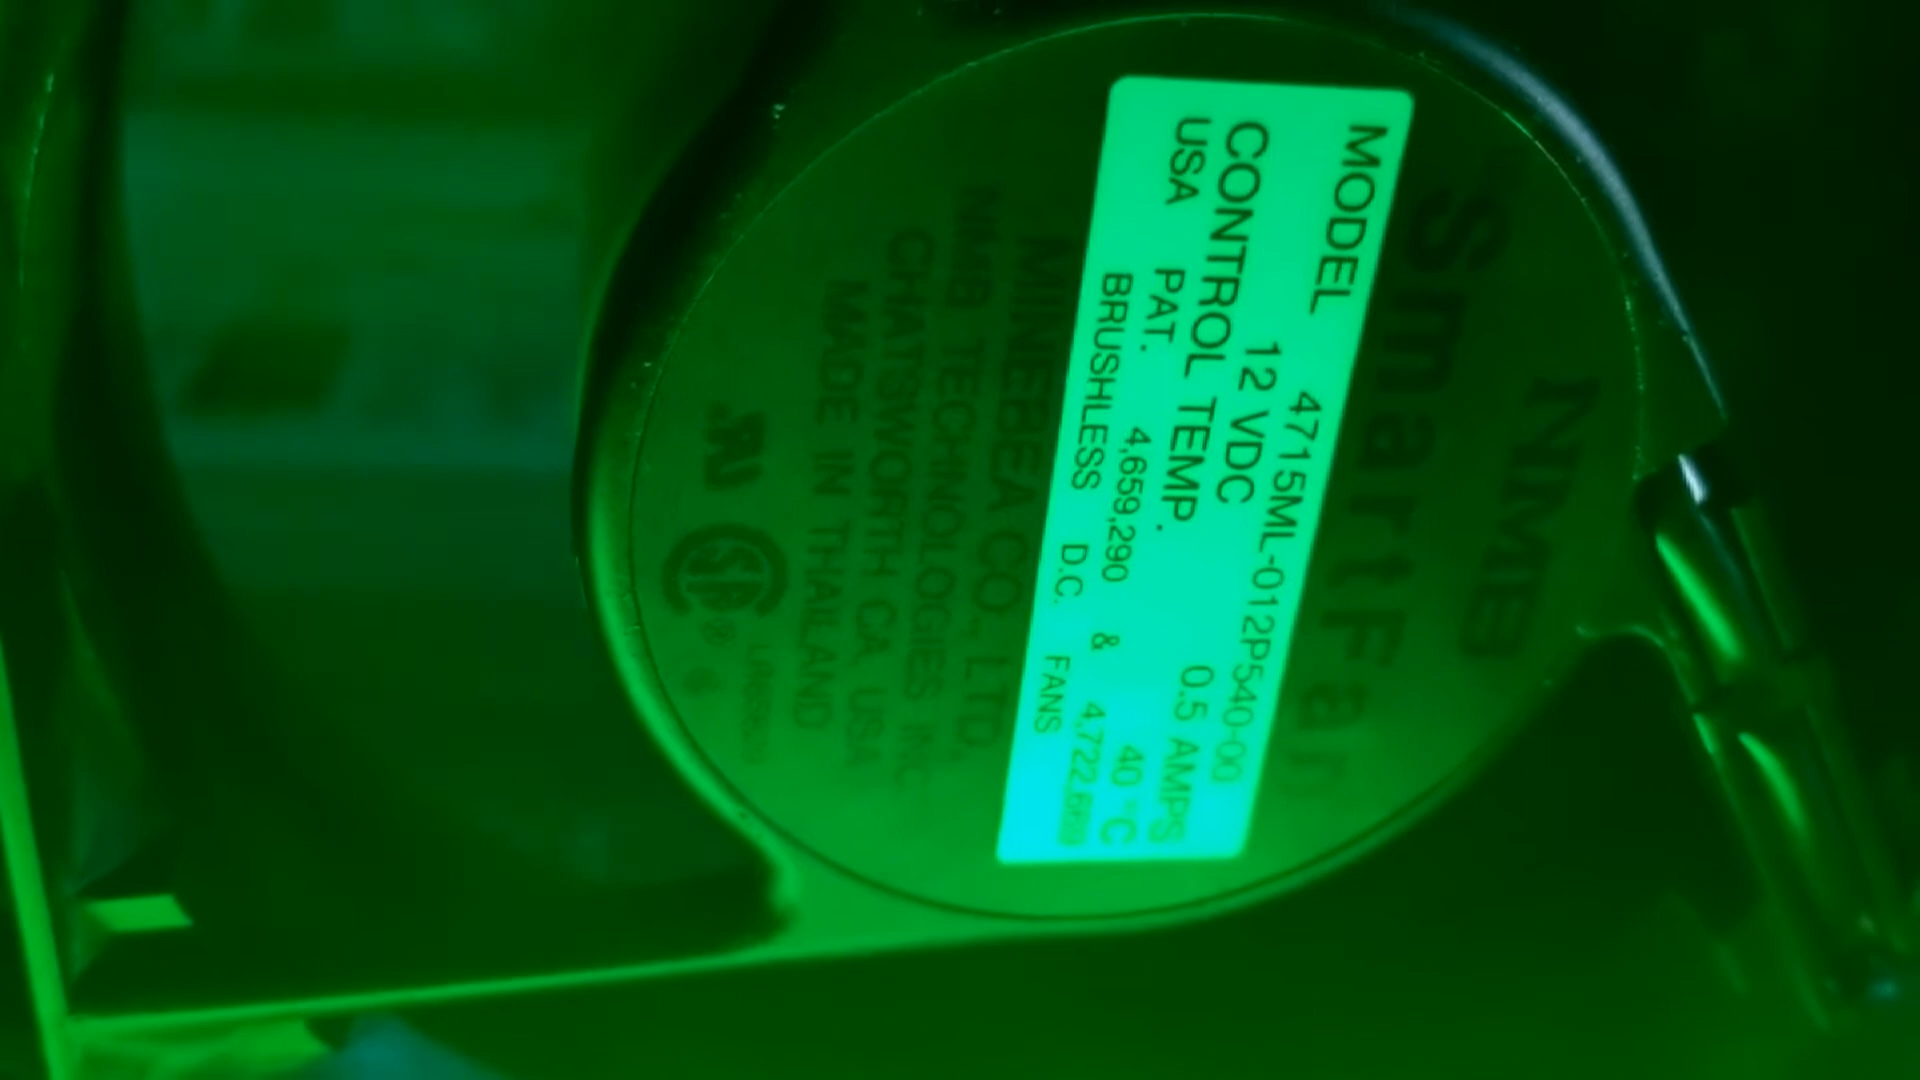 NMB
SmartFan
MODEL 4715ML-012P540-00
12 VDC 0.5 AMPS
CONTROL TEMP. 40 °C
USA PAT. 4,659,290 & 4,722,669
BRUSHLESS D.C. FANS
MINEBEA CO., LTD.
NMB TECHNOLOGIES INC
CHATSWORTH CA. USA
MADE IN THAILAND